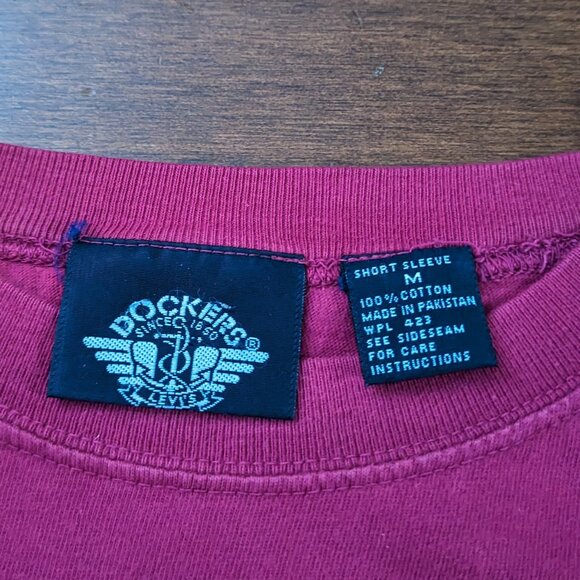 DOCKERS®
SINCE 1850
LEVI'S
SHORT SLEEVE
M
100% COTTON
MADE IN PAKISTAN
WPL 423
SEE SIDESEAM
FOR CARE
INSTRUCTIONS